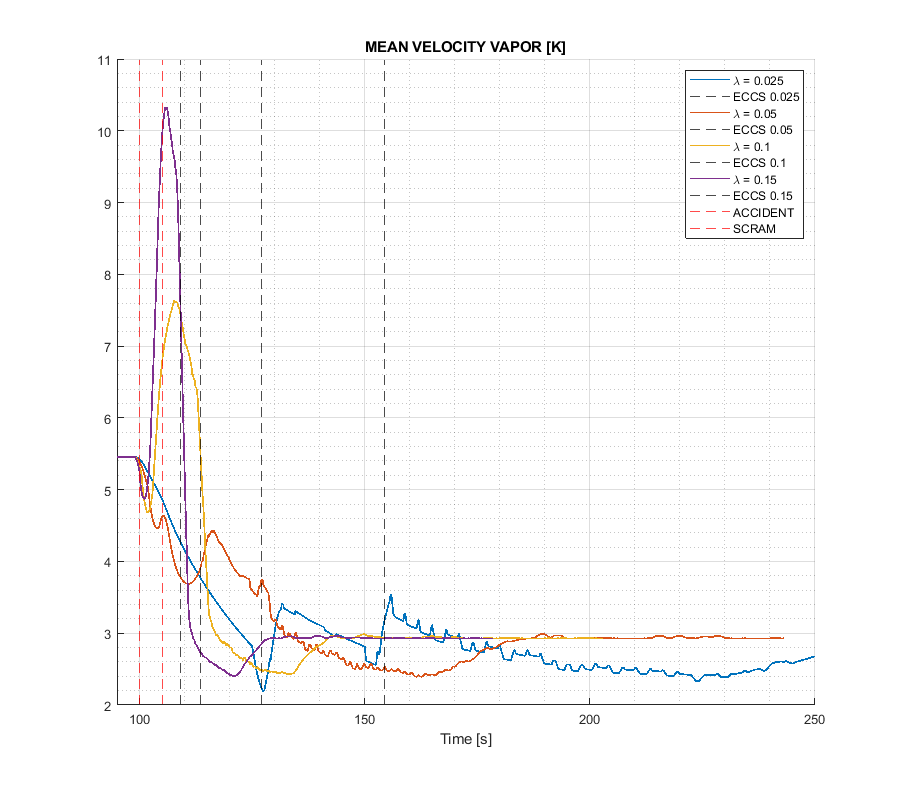 MEAN VELOCITY VAPOR [K]
11
10
9
8
7
6
5
4
3
2
100
150
200
250
Time [s]
λ = 0.025
ECCS 0.025
λ = 0.05
ECCS 0.05
λ = 0.1
ECCS 0.1
λ = 0.15
ECCS 0.15
ACCIDENT
SCRAM